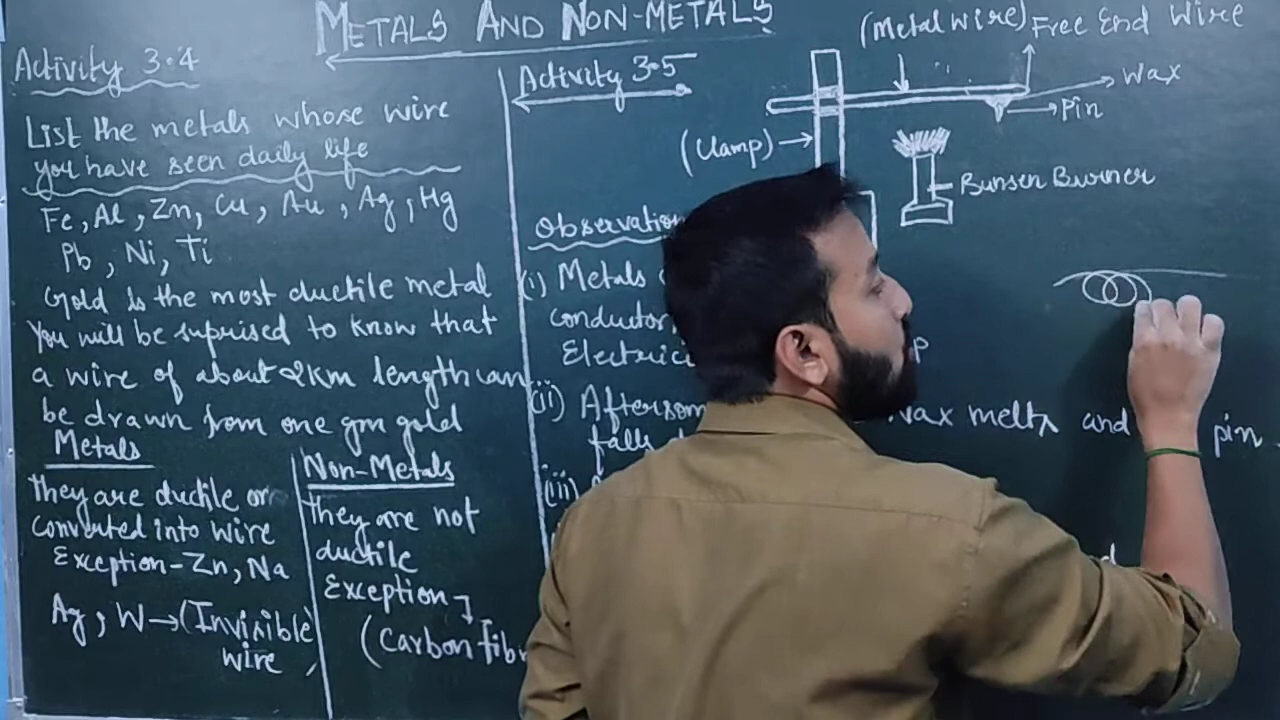 METALS AND NON-METALS
Activity 3.4
List the metals whose wire
you have seen daily life
Fe, Al, Zn, Cu, Au, Ag, Hg
Pb, Ni, Ti
Gold is the most ductile metal
You will be suprised to know that
a wire of about 2km length can
be drawn from one gm gold
Metals
They are ductile or
converted into wire
Exception - Zn, Na
Ag, W → (Invisible
wire
Non-Metals
They are not
ductile
Exception
(Carbon fibr
Activity 3.5
(Metal wire)
Free End Wire
Wax
Pin
(Clamp)
Bunsen Burner
Observation
(i) Metals
conductor
Electrici
(ii) After som
Wax melts and
pin
falls
(iii)